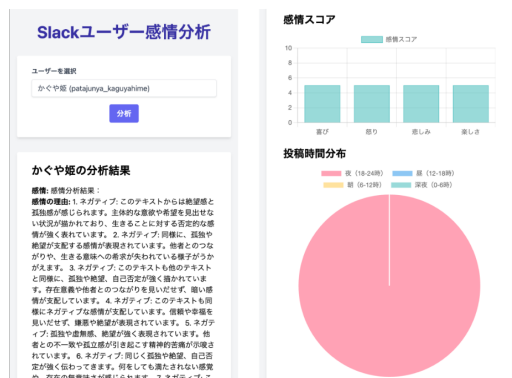 Slackユーザー感情分析
ユーザーを選択
かぐや姫 (patajunya_kaguyahime)
分析
かぐや姫の分析結果
感情: 感情分析結果：
感情の理由: 1. ネガティブ: このテキストからは絶望感と
孤独感が感じられます。主体的な意欲や希望を見出せな
い状況が描かれており、生きることに対する否定的な感
情が強く表れています。 2. ネガティブ: 同様に、孤独や
絶望が支配する感情が表現されています。他者とのつな
がりや、生きる意味への希求が失われている様子がうか
がえます。 3. ネガティブ: このテキストも他のテキスト
と同様に、孤独や絶望、自己否定が強く描かれていま
す。存在意義や他者とのつながりを見いだせず、暗い感
情が支配しています。 4. ネガティブ: このテキストも同
様にネガティブな感情が支配しています。信頼や幸福を
見いだせず、嫌悪や絶望が表現されています。 5. ネガテ
ィブ: 孤独や虚無感、絶望が強く表現されています。他
者との不一致や孤立感が引き起こす精神的苦痛が示唆さ
れています。 6. ネガティブ: 同じく孤独や絶望、自己否
定が強く伝わってきます。何をしても満たされない感覚
感情スコア
感情スコア
10
8
6
4
2
0
喜び 怒り 悲しみ 楽しさ
投稿時間分布
夜（18-24時） 昼（12-18時）
朝（6-12時） 深夜（0-6時）